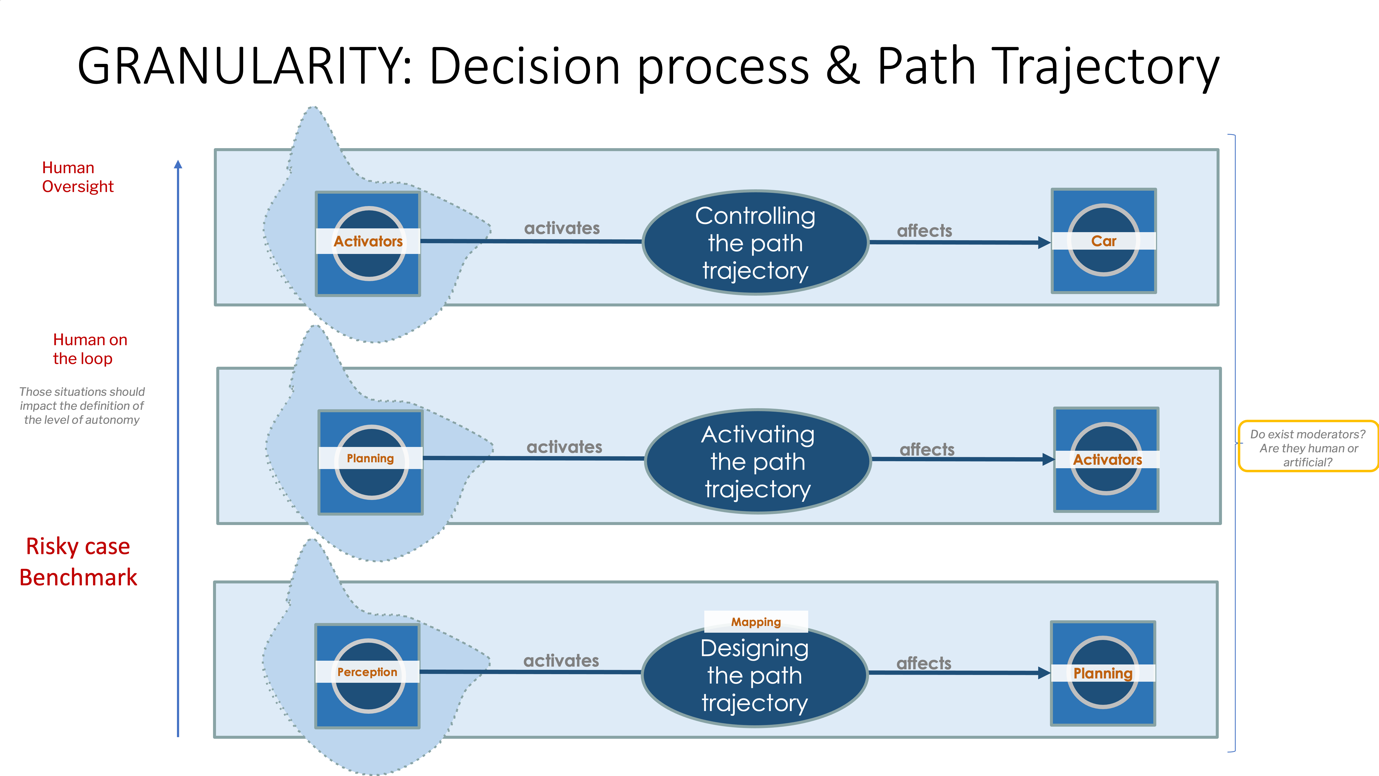 GRANULARITY: Decision process & Path Trajectory
Human
Oversight
Activators
activates
Controlling
the path
trajectory
affects
Car
Human on
the loop
Those situations should
impact the definition of
the level of autonomy
Planning
activates
Activating
the path
trajectory
affects
Activators
Do exist moderators?
Are they human or
artificial?
Risky case
Benchmark
Perception
activates
Mapping
Designing
the path
trajectory
affects
Planning